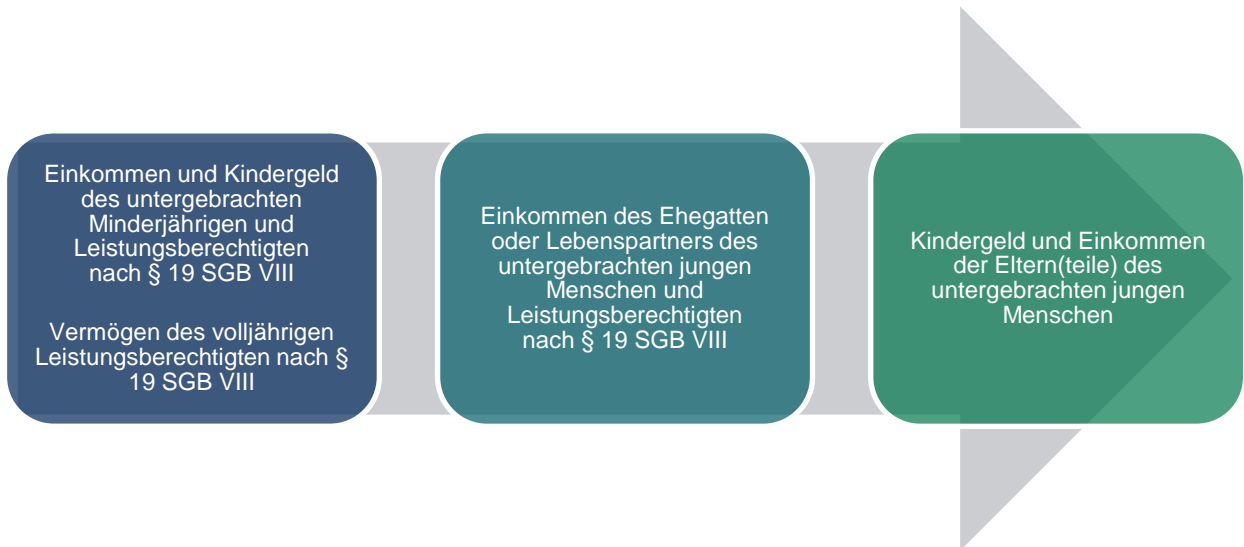 Einkommen und Kindergeld
des untergebrachten
Minderjährigen und
Leistungsberechtigten
nach § 19 SGB VIII
Vermögen des volljährigen
Leistungsberechtigten nach §
19 SGB VIII
Einkommen des Ehegatten
oder Lebenspartners des
untergebrachten jungen
Menschen und
Leistungsberechtigten
nach § 19 SGB VIII
Kindergeld und Einkommen
der Eltern(teile) des
untergebrachten jungen
Menschen